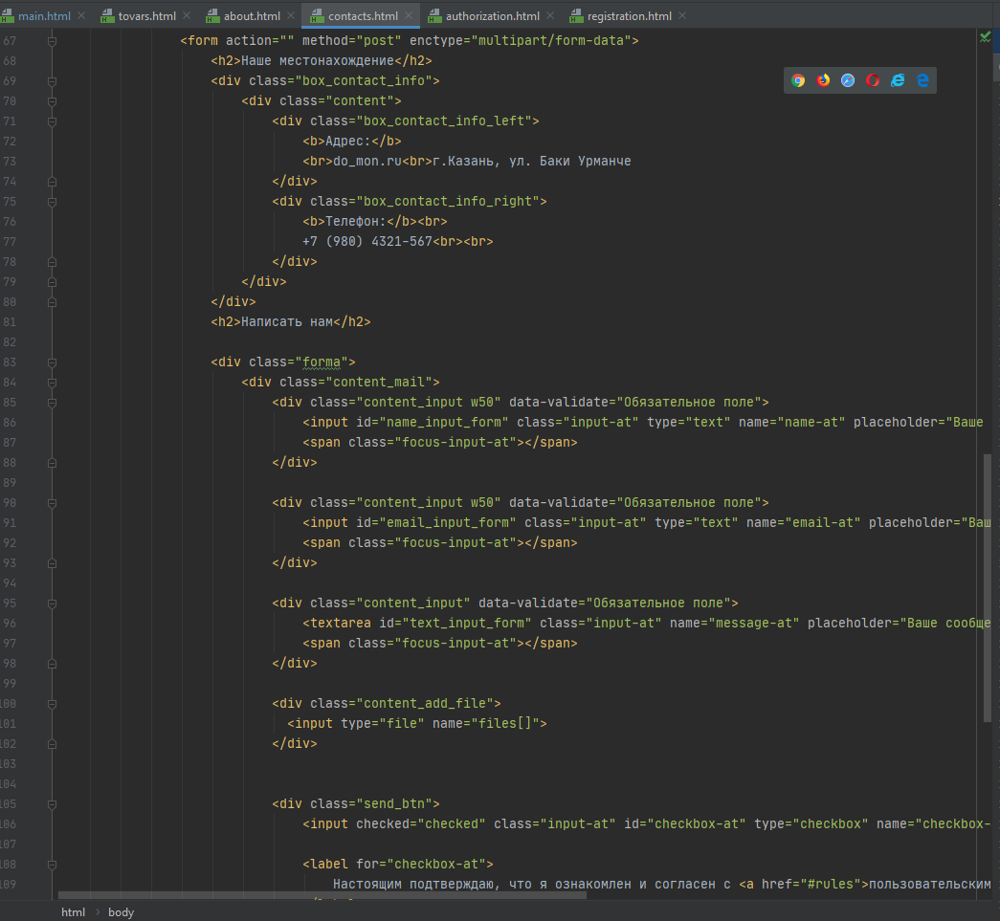 main.html tovars.html about.html contacts.html authorization.html registration.html
67 <form action="" method="post" enctype="multipart/form-data">
68 <h2>Наше местонахождение</h2>
69 <div class="box_contact_info">
70 <div class="content">
71 <div class="box_contact_info_left">
72 <b>Адрес:</b>
73 <br>do_mon.ru<br>г.Казань, ул. Баки Урманче
74 </div>
75 <div class="box_contact_info_right">
76 <b>Телефон:</b><br>
77 +7 (980) 4321-567<br><br>
78 </div>
79 </div>
80 </div>
81 <h2>Написать нам</h2>
82
83 <div class="forma">
84 <div class="content_mail">
85 <div class="content_input w50" data-validate="Обязательное поле">
86 <input id="name_input_form" class="input-at" type="text" name="name-at" placeholder="Ваше
87 <span class="focus-input-at"></span>
88 </div>
89
90 <div class="content_input w50" data-validate="Обязательное поле">
91 <input id="email_input_form" class="input-at" type="text" name="email-at" placeholder="Ваш
92 <span class="focus-input-at"></span>
93 </div>
94
95 <div class="content_input" data-validate="Обязательное поле">
96 <textarea id="text_input_form" class="input-at" name="message-at" placeholder="Ваше сообще
97 <span class="focus-input-at"></span>
98 </div>
99
100 <div class="content_add_file">
101 <input type="file" name="files[]">
102 </div>
103
104
105 <div class="send_btn">
106 <input checked="checked" class="input-at" id="checkbox-at" type="checkbox" name="checkbox-
107
108 <label for="checkbox-at">
109 Настоящим подтверждаю, что я ознакомлен и согласен с <a href="#rules">пользовательским
html body